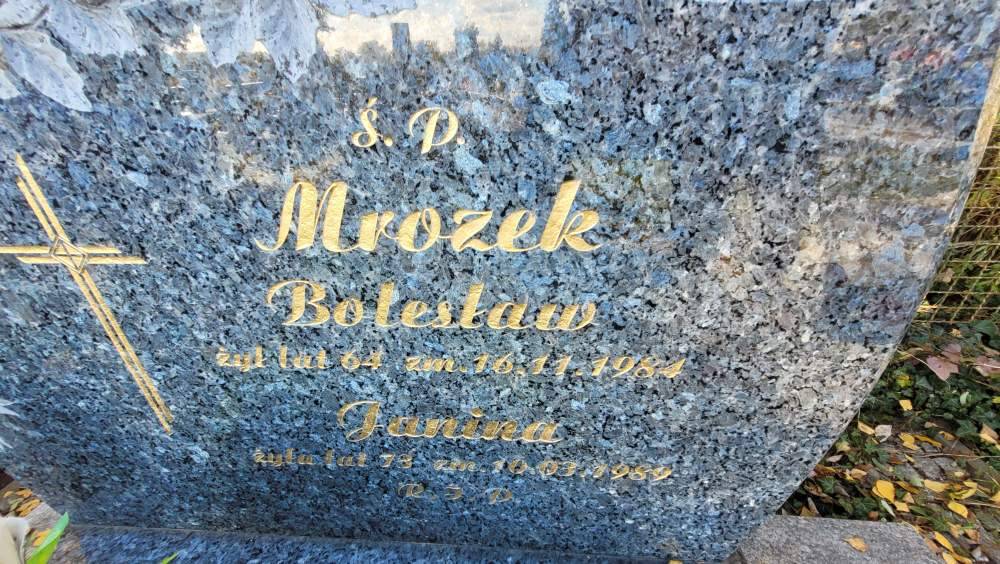 ś. P.
Mrozek
Bolesław
żył lat 64 zm. 16.11.1984
Janina
żyła lat 73 zm. 10.03.1989
R. I. P